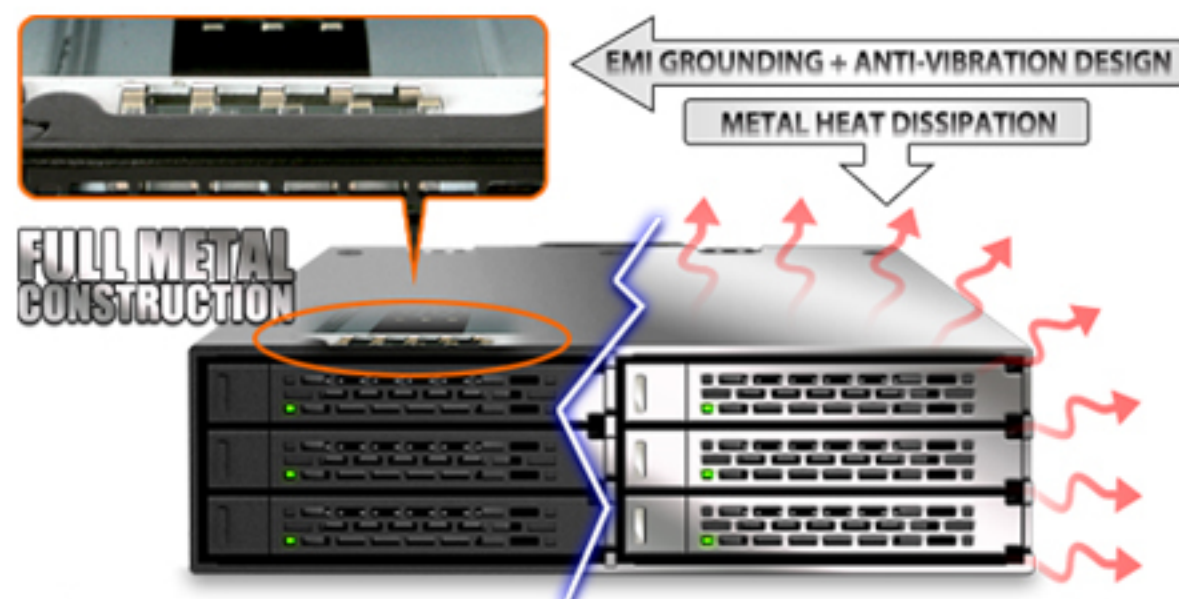 EMI GROUNDING + ANTI-VIBRATION DESIGN
METAL HEAT DISSIPATION
FULL METAL
CONSTRUCTION